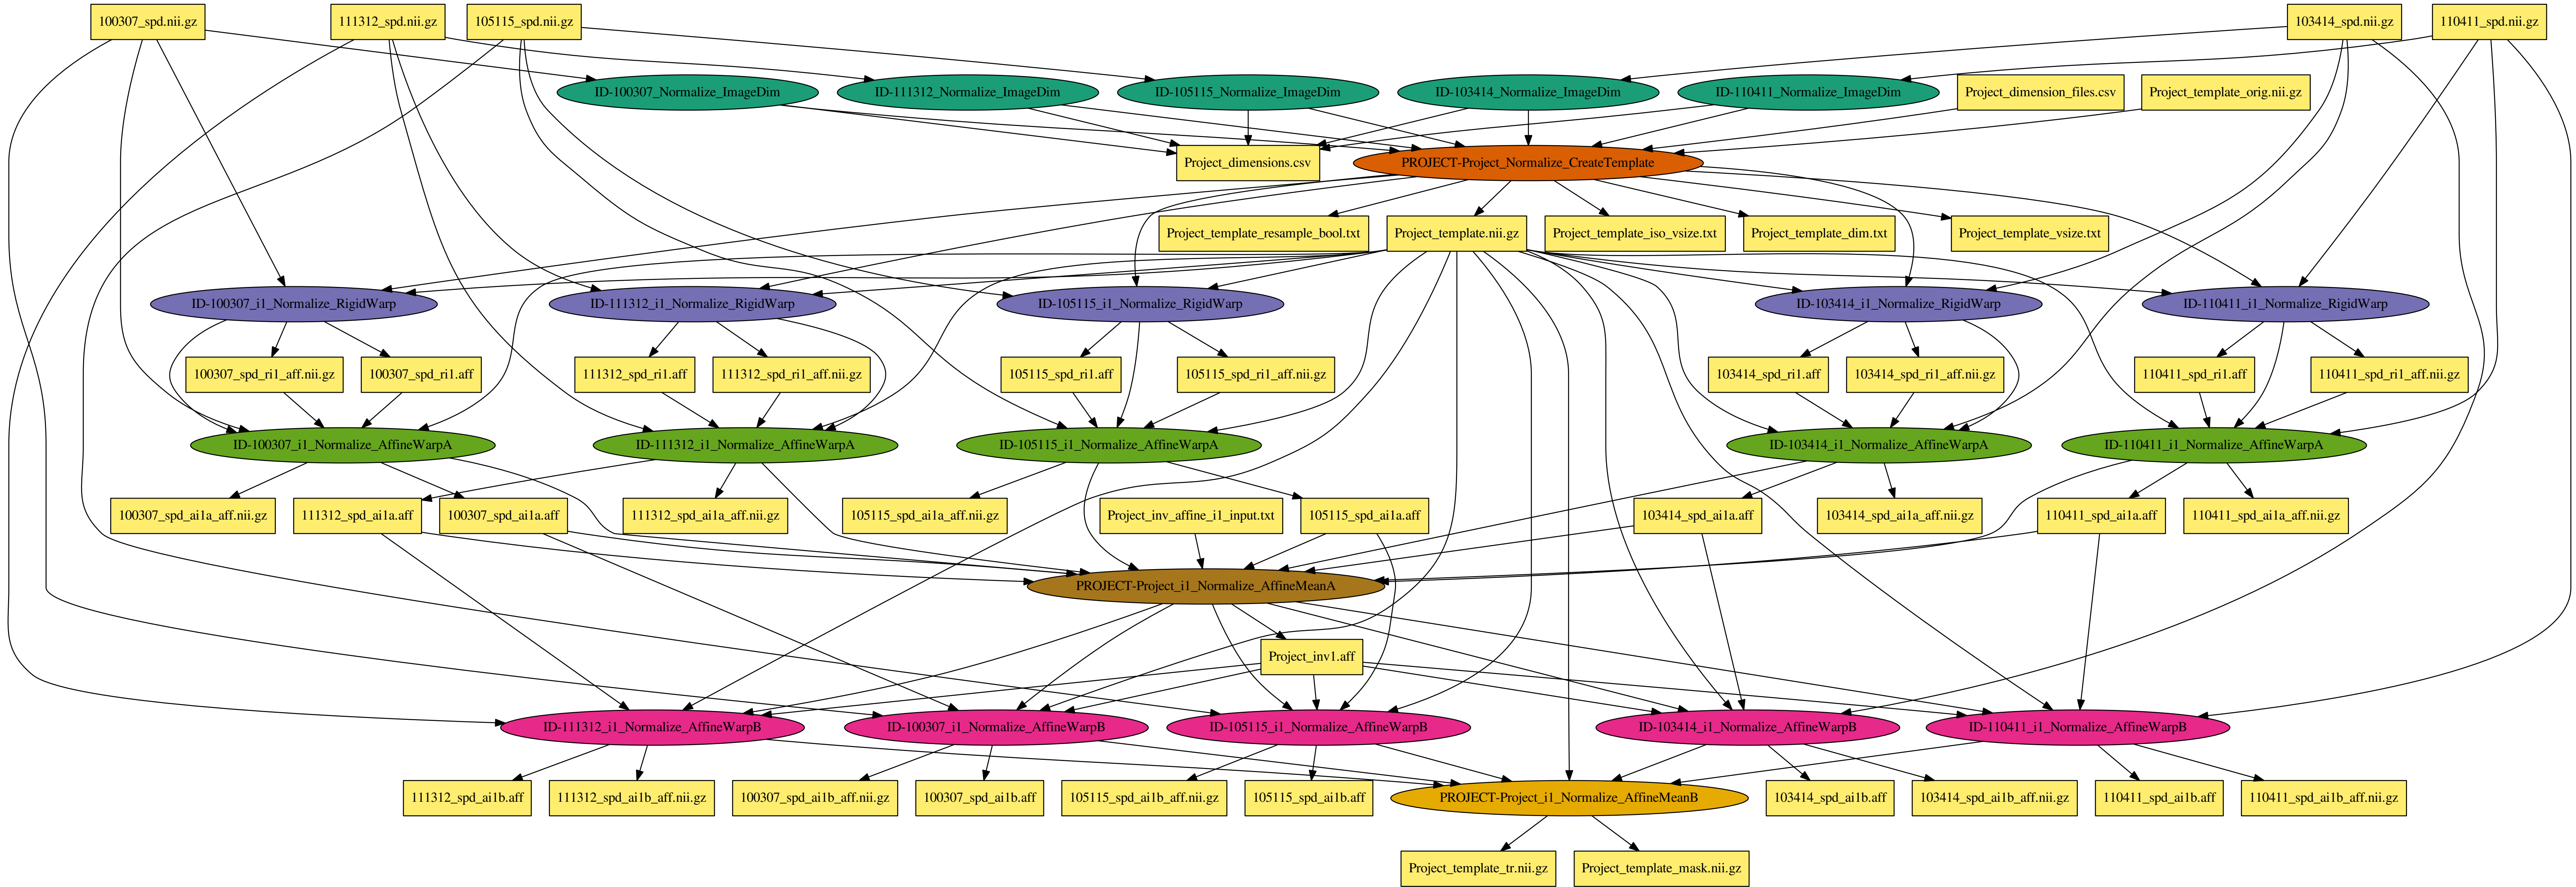 100307_spd.nii.gz
111312_spd.nii.gz
105115_spd.nii.gz
103414_spd.nii.gz
110411_spd.nii.gz
ID-100307_Normalize_ImageDim
ID-111312_Normalize_ImageDim
ID-105115_Normalize_ImageDim
ID-103414_Normalize_ImageDim
ID-110411_Normalize_ImageDim
Project_dimension_files.csv
Project_template_orig.nii.gz
Project_dimensions.csv
PROJECT-Project_Normalize_CreateTemplate
Project_template_resample_bool.txt
Project_template.nii.gz
Project_template_iso_vsize.txt
Project_template_dim.txt
Project_template_vsize.txt
ID-100307_i1_Normalize_RigidWarp
ID-111312_i1_Normalize_RigidWarp
ID-105115_i1_Normalize_RigidWarp
ID-103414_i1_Normalize_RigidWarp
ID-110411_i1_Normalize_RigidWarp
100307_spd_ri1_aff.nii.gz
100307_spd_ri1.aff
111312_spd_ri1.aff
111312_spd_ri1_aff.nii.gz
105115_spd_ri1.aff
105115_spd_ri1_aff.nii.gz
103414_spd_ri1.aff
103414_spd_ri1_aff.nii.gz
110411_spd_ri1.aff
110411_spd_ri1_aff.nii.gz
ID-100307_i1_Normalize_AffineWarpA
ID-111312_i1_Normalize_AffineWarpA
ID-105115_i1_Normalize_AffineWarpA
ID-103414_i1_Normalize_AffineWarpA
ID-110411_i1_Normalize_AffineWarpA
100307_spd_ai1a_aff.nii.gz
111312_spd_ai1a.aff
100307_spd_ai1a.aff
111312_spd_ai1a_aff.nii.gz
105115_spd_ai1a_aff.nii.gz
Project_inv_affine_i1_input.txt
105115_spd_ai1a.aff
103414_spd_ai1a.aff
103414_spd_ai1a_aff.nii.gz
110411_spd_ai1a.aff
110411_spd_ai1a_aff.nii.gz
PROJECT-Project_i1_Normalize_AffineMeanA
Project_inv1.aff
ID-111312_i1_Normalize_AffineWarpB
ID-100307_i1_Normalize_AffineWarpB
ID-105115_i1_Normalize_AffineWarpB
ID-103414_i1_Normalize_AffineWarpB
ID-110411_i1_Normalize_AffineWarpB
111312_spd_ai1b.aff
111312_spd_ai1b_aff.nii.gz
100307_spd_ai1b_aff.nii.gz
100307_spd_ai1b.aff
105115_spd_ai1b_aff.nii.gz
105115_spd_ai1b.aff
PROJECT-Project_i1_Normalize_AffineMeanB
103414_spd_ai1b.aff
103414_spd_ai1b_aff.nii.gz
110411_spd_ai1b.aff
110411_spd_ai1b_aff.nii.gz
Project_template_tr.nii.gz
Project_template_mask.nii.gz